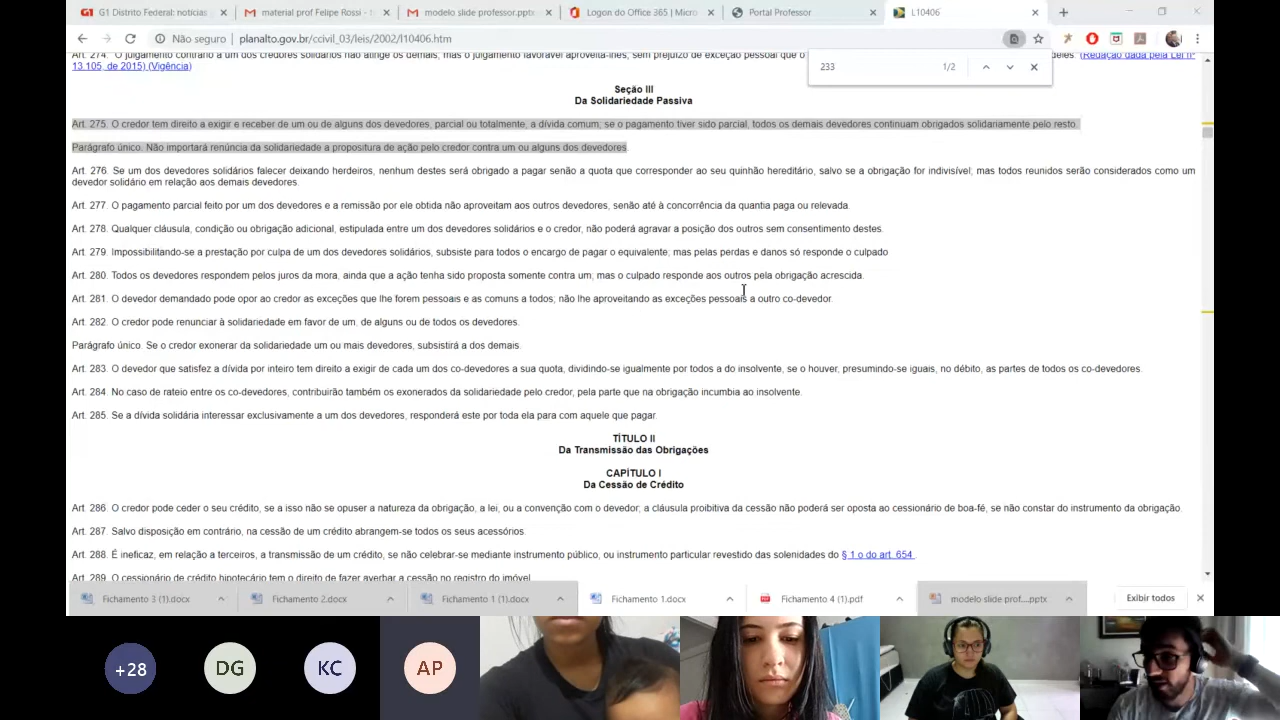 G1 Distrito Federal: notícias
material prof Felipe Rossi -
modelo slide professor.pptx
Logon do Office 365 | Micro
Portal Professor
L10406
Não seguro | planalto.gov.br/ccivil_03/leis/2002/l10406.htm
233 1/2
Art. 274. O julgamento contrário a um dos credores solidários não atinge os demais, mas o julgamento favorável aproveita-lhes, sem prejuízo de exceção pessoal que o deles. (Redação dada pela Lei nº
13.105, de 2015) (Vigência)
Seção III
Da Solidariedade Passiva
Art. 275. O credor tem direito a exigir e receber de um ou de alguns dos devedores, parcial ou totalmente, a dívida comum; se o pagamento tiver sido parcial, todos os demais devedores continuam obrigados solidariamente pelo resto.
Parágrafo único. Não importará renúncia da solidariedade a propositura de ação pelo credor contra um ou alguns dos devedores.
Art. 276. Se um dos devedores solidários falecer deixando herdeiros, nenhum destes será obrigado a pagar senão a quota que corresponder ao seu quinhão hereditário, salvo se a obrigação for indivisível; mas todos reunidos serão considerados como um
devedor solidário em relação aos demais devedores.
Art. 277. O pagamento parcial feito por um dos devedores e a remissão por ele obtida não aproveitam aos outros devedores, senão até à concorrência da quantia paga ou relevada.
Art. 278. Qualquer cláusula, condição ou obrigação adicional, estipulada entre um dos devedores solidários e o credor, não poderá agravar a posição dos outros sem consentimento destes.
Art. 279. Impossibilitando-se a prestação por culpa de um dos devedores solidários, subsiste para todos o encargo de pagar o equivalente; mas pelas perdas e danos só responde o culpado
Art. 280. Todos os devedores respondem pelos juros da mora, ainda que a ação tenha sido proposta somente contra um; mas o culpado responde aos outros pela obrigação acrescida.
Art. 281. O devedor demandado pode opor ao credor as exceções que lhe forem pessoais e as comuns a todos; não lhe aproveitando as exceções pessoais a outro co-devedor.
Art. 282. O credor pode renunciar à solidariedade em favor de um, de alguns ou de todos os devedores.
Parágrafo único. Se o credor exonerar da solidariedade um ou mais devedores, subsistirá a dos demais.
Art. 283. O devedor que satisfez a dívida por inteiro tem direito a exigir de cada um dos co-devedores a sua quota, dividindo-se igualmente por todos a do insolvente, se o houver, presumindo-se iguais, no débito, as partes de todos os co-devedores.
Art. 284. No caso de rateio entre os co-devedores, contribuirão também os exonerados da solidariedade pelo credor, pela parte que na obrigação incumbia ao insolvente.
Art. 285. Se a dívida solidária interessar exclusivamente a um dos devedores, responderá este por toda ela para com aquele que pagar.
TÍTULO II
Da Transmissão das Obrigações
CAPÍTULO I
Da Cessão de Crédito
Art. 286. O credor pode ceder o seu crédito, se a isso não se opuser a natureza da obrigação, a lei, ou a convenção com o devedor; a cláusula proibitiva da cessão não poderá ser oposta ao cessionário de boa-fé, se não constar do instrumento da obrigação.
Art. 287. Salvo disposição em contrário, na cessão de um crédito abrangem-se todos os seus acessórios.
Art. 288. É ineficaz, em relação a terceiros, a transmissão de um crédito, se não celebrar-se mediante instrumento público, ou instrumento particular revestido das solenidades do § 1 o do art. 654.
Art. 289. O cessionário de crédito hipotecário tem o direito de fazer averbar a cessão no registro do imóvel.
Fichamento 3 (1).docx
Fichamento 2.docx
Fichamento 1 (1).docx
Fichamento 1.docx
Fichamento 4 (1).pdf
modelo slide prof....pptx
Exibir todos
+28
DG
KC
AP